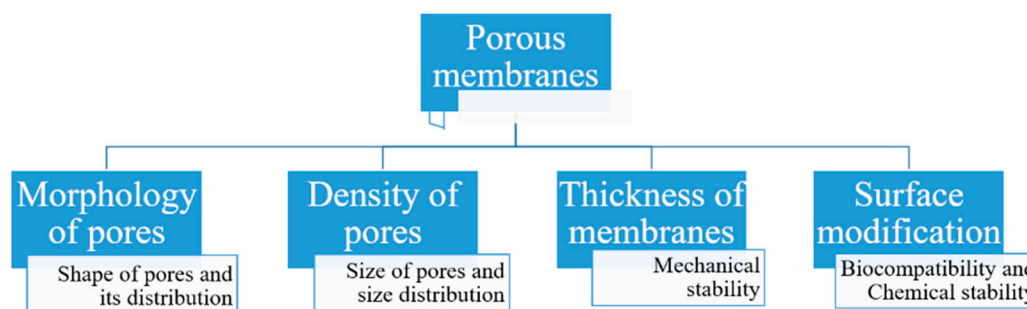 Porous
membranes
Morphology
of pores
Shape of pores and
its distribution
Density of
pores
Size of pores and
size distribution
Thickness of
membranes
Mechanical
stability
Surface
modification
Biocompatibility and
Chemical stability